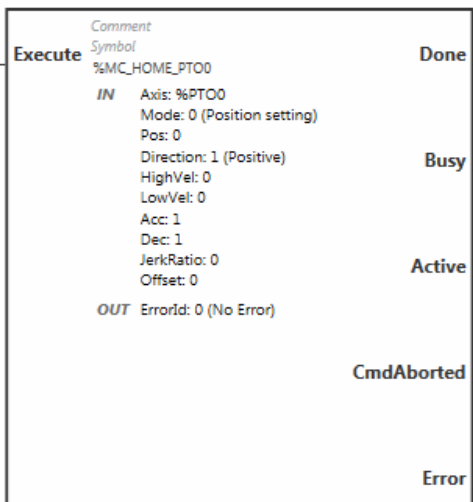 Comment
Execute Symbol Done
%MC_HOME_PTO0
IN Axis: %PTO0
Mode: 0 (Position setting)
Pos: 0
Direction: 1 (Positive) Busy
HighVel: 0
LowVel: 0
Acc: 1
Dec: 1
JerkRatio: 0 Active
Offset: 0
OUT ErrorId: 0 (No Error)
CmdAborted
Error